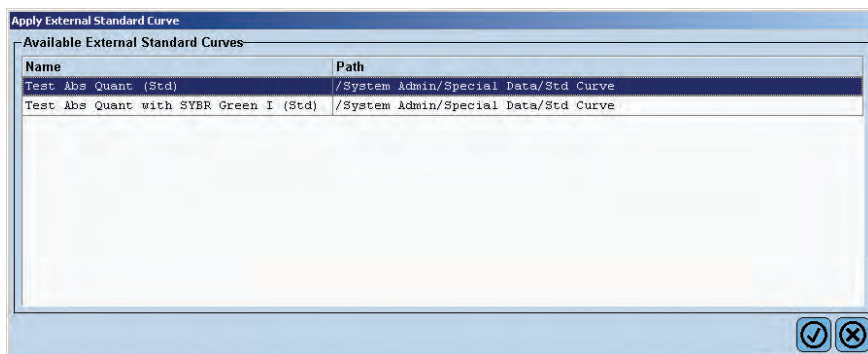 Apply External Standard Curve
Available External Standard Curves
Name Path
Test Abs Quant (Std) /System Admin/Special Data/Std Curve
Test Abs Quant with SYBR Green I (Std) /System Admin/Special Data/Std Curve